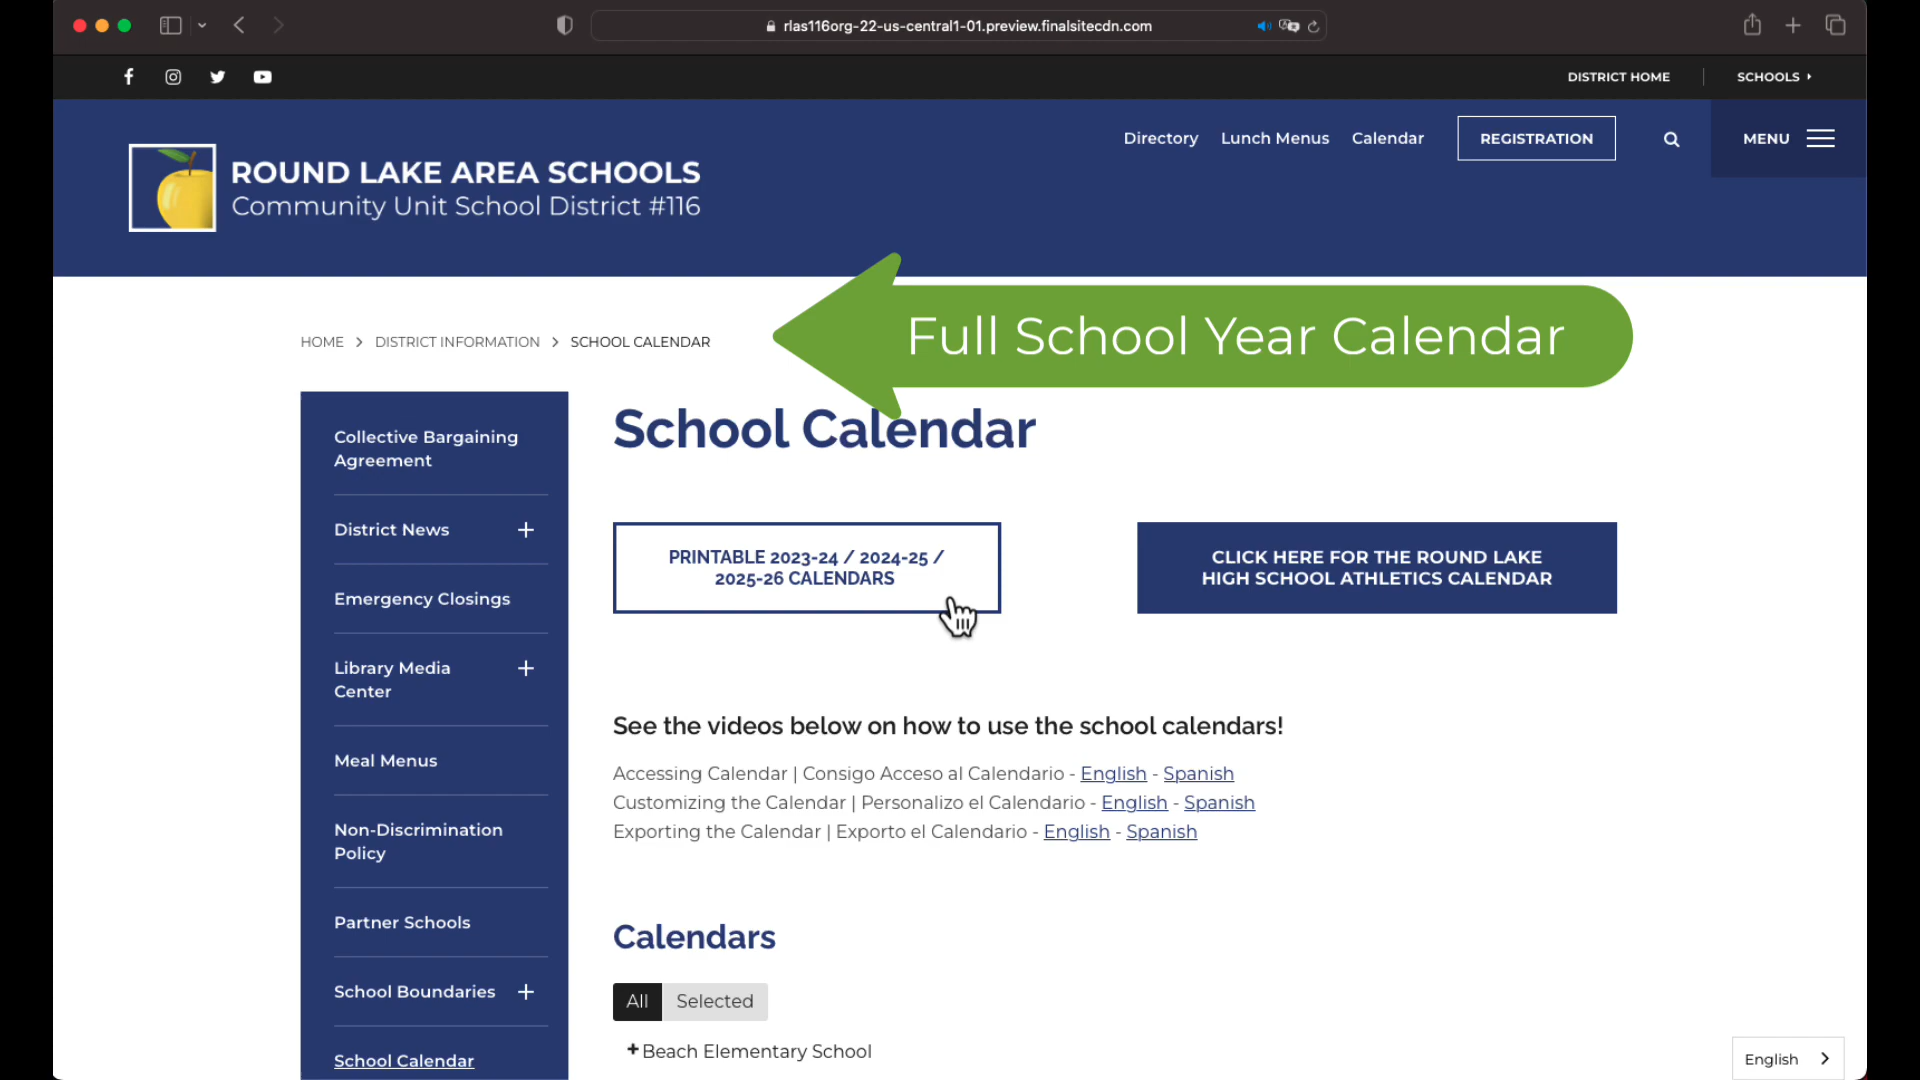 rlas116org-22-us-central1-01.preview.finalsitecdn.com
DISTRICT HOME
SCHOOLS
Directory
Lunch Menus
Calendar
REGISTRATION
MENU
ROUND LAKE AREA SCHOOLS
Community Unit School District #116
Full School Year Calendar
HOME > DISTRICT INFORMATION > SCHOOL CALENDAR
Collective Bargaining
Agreement
District News
Emergency Closings
Library Media
Center
Meal Menus
Non-Discrimination
Policy
Partner Schools
School Boundaries
School Calendar
School Calendar
PRINTABLE 2023-24 / 2024-25 /
2025-26 CALENDARS
CLICK HERE FOR THE ROUND LAKE
HIGH SCHOOL ATHLETICS CALENDAR
See the videos below on how to use the school calendars!
Accessing Calendar | Consigo Acceso al Calendario - English - Spanish
Customizing the Calendar | Personalizo el Calendario - English - Spanish
Exporting the Calendar | Exporto el Calendario - English - Spanish
Calendars
All
Selected
+ Beach Elementary School
English >